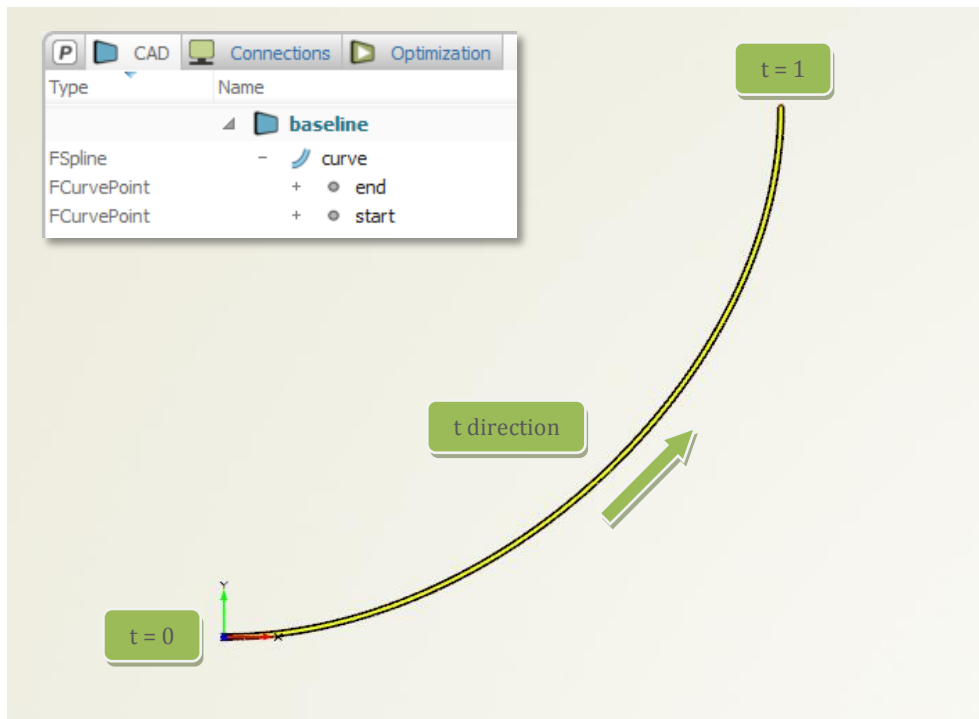 P CAD Connections Optimization
Type Name
baseline
FSpline curve
FCurvePoint end
FCurvePoint start
t = 1
t direction
Y
t = 0
X